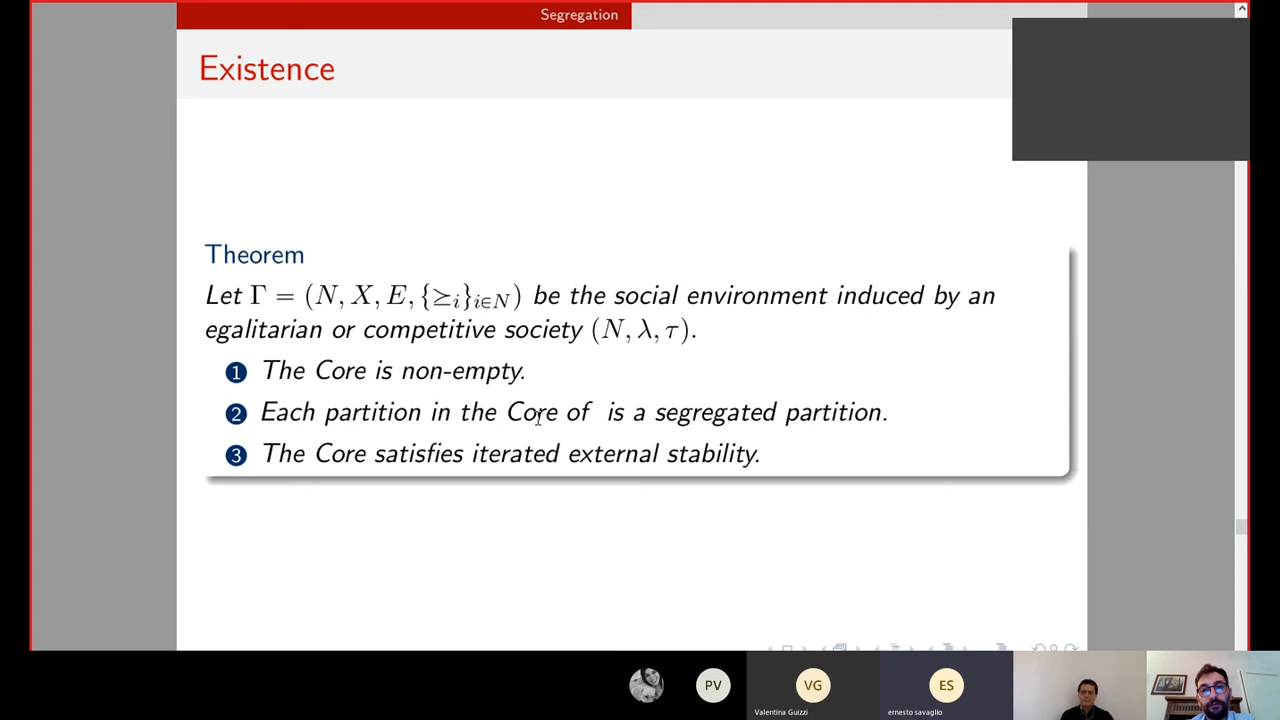 Segregation
Existence
Theorem
Let Γ = (N, X, E, {⪰i}i∈N) be the social environment induced by an
egalitarian or competitive society (N, λ, τ).
1 The Core is non-empty.
2 Each partition in the Core of is a segregated partition.
3 The Core satisfies iterated external stability.
PV
VG
ES
Valentina Guizzi
ernesto savaglio